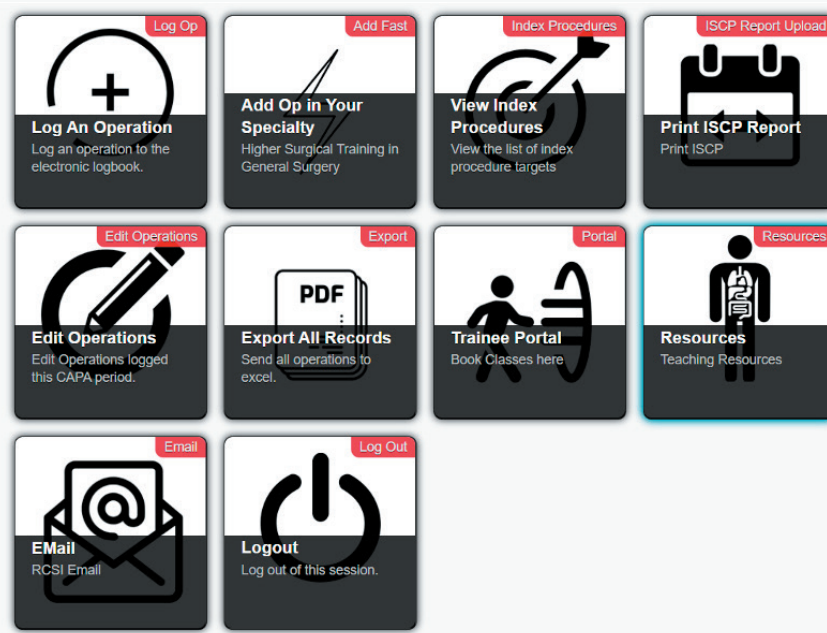 Log Op
Log An Operation
Log an operation to the
electronic logbook.
Add Fast
Add Op in Your
Specialty
Higher Surgical Training in
General Surgery
Index Procedures
View Index
Procedures
View the list of index
procedure targets
ISCP Report Upload
Print ISCP Report
Print ISCP
Edit Operations
Edit Operations
Edit Operations logged
this CAPA period.
Export
PDF
Export All Records
Send all operations to
excel.
Portal
Trainee Portal
Book Classes here
Resources
Resources
Teaching Resources
Email
@
EMail
RCSI Email
Log Out
Logout
Log out of this session.